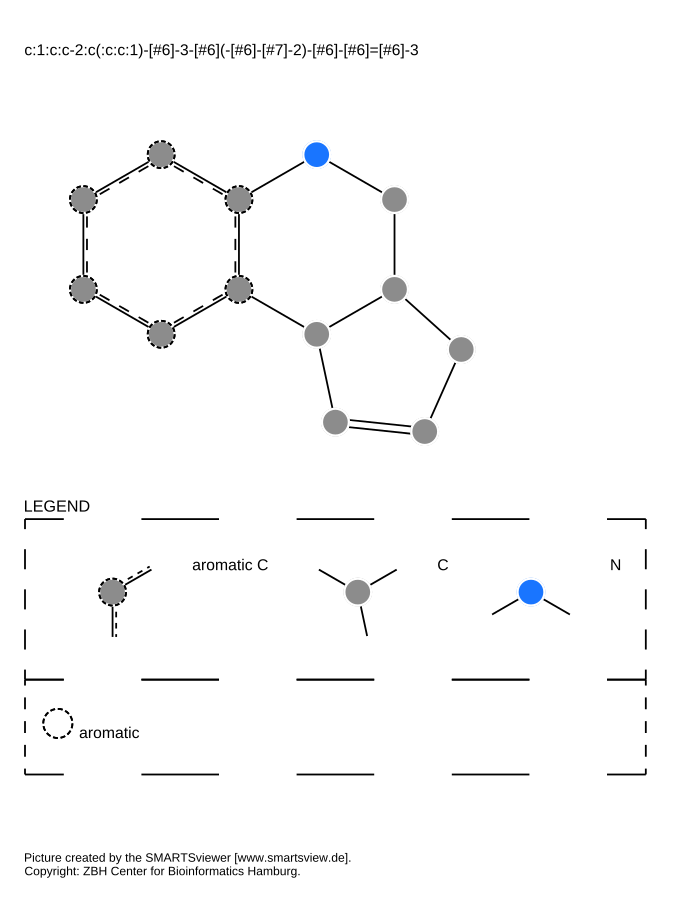 c:1:c:c-2:c(:c:c:1)-[#6]-3-[#6](-[#6]-[#7]-2)-[#6]-[#6]=[#6]-3
LEGEND
aromatic C
C
N
aromatic
Picture created by the SMARTSviewer [www.smartsview.de].
Copyright: ZBH Center for Bioinformatics Hamburg.